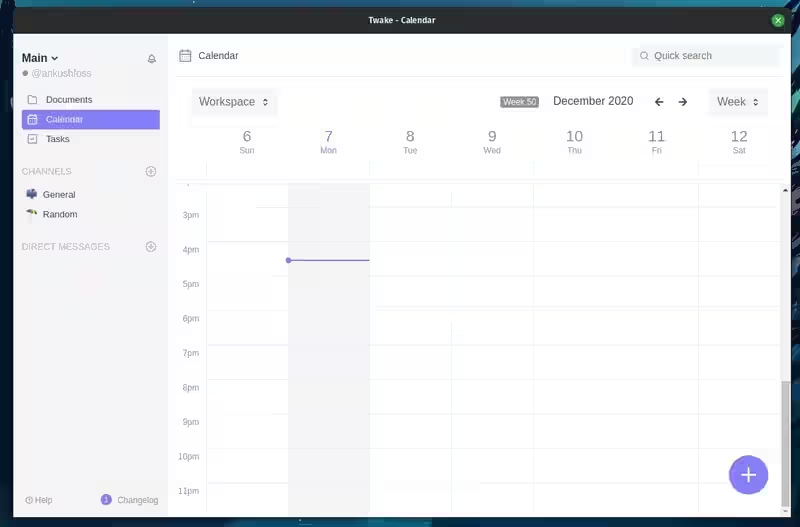 Twake - Calendar
Main
@ankushfoss
Documents
Calendar
Tasks
CHANNELS
General
Random
DIRECT MESSAGES
Help
1 Changelog
Calendar
Quick search
Workspace
Week 50
December 2020
Week
6 7 8 9 10 11 12
Sun Mon Tue Wed Thu Fri Sat
3pm
4pm
5pm
6pm
7pm
8pm
9pm
10pm
11pm